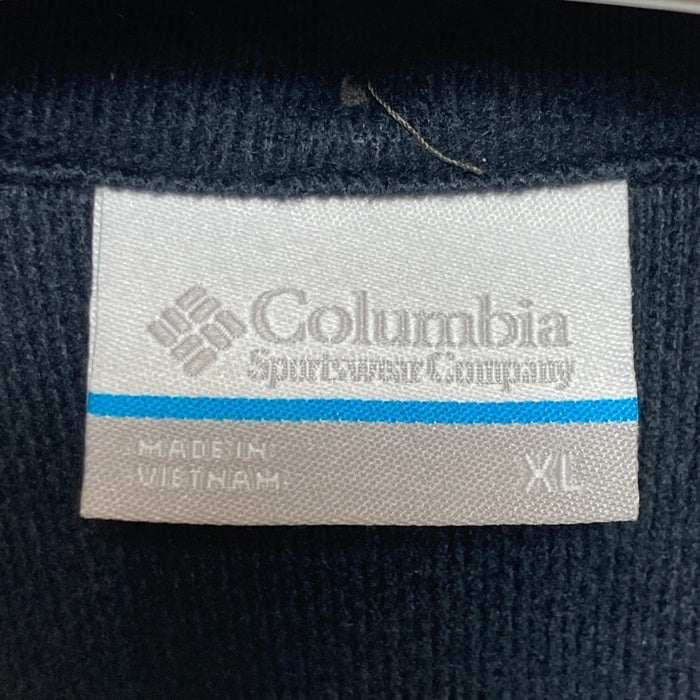 Columbia
Sportswear Company
MADE IN
VIETNAM
XL